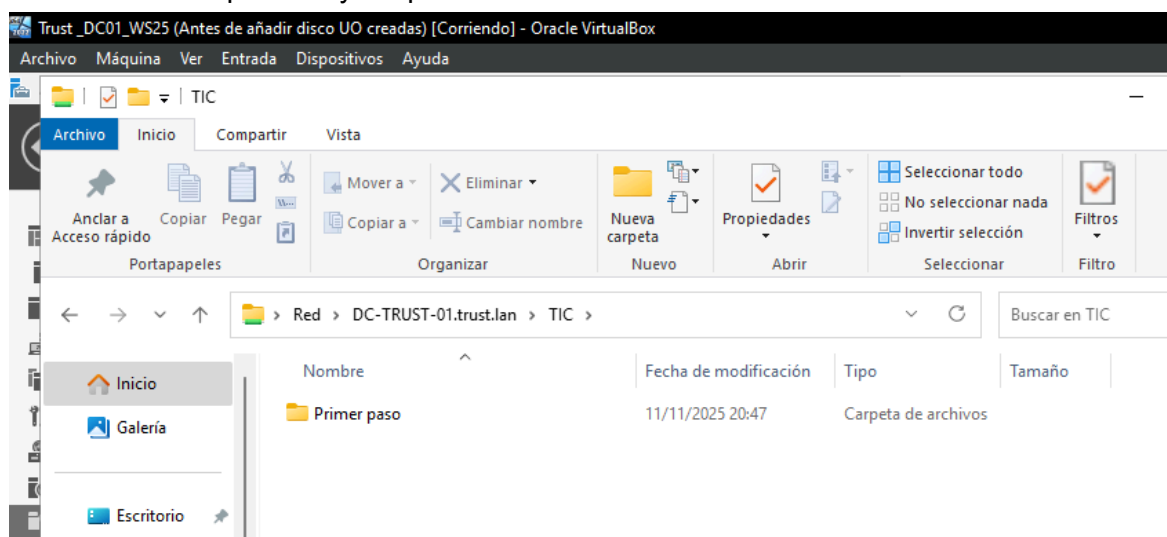 Trust _DC01_WS25 (Antes de añadir disco UO creadas) [Corriendo] - Oracle VirtualBox
Archivo Máquina Ver Entrada Dispositivos Ayuda
TIC
Archivo Inicio Compartir Vista
Anclar a
Acceso rápido
Copiar
Pegar
Mover a
Copiar a
Eliminar
Cambiar nombre
Nueva
carpeta
Propiedades
Seleccionar todo
No seleccionar nada
Invertir selección
Filtros
Portapapeles Organizar Nuevo Abrir Seleccionar Filtro
Red > DC-TRUST-01.trust.lan > TIC >
Buscar en TIC
Nombre Fecha de modificación Tipo Tamaño
Primer paso 11/11/2025 20:47 Carpeta de archivos
Inicio
Galería
Escritorio